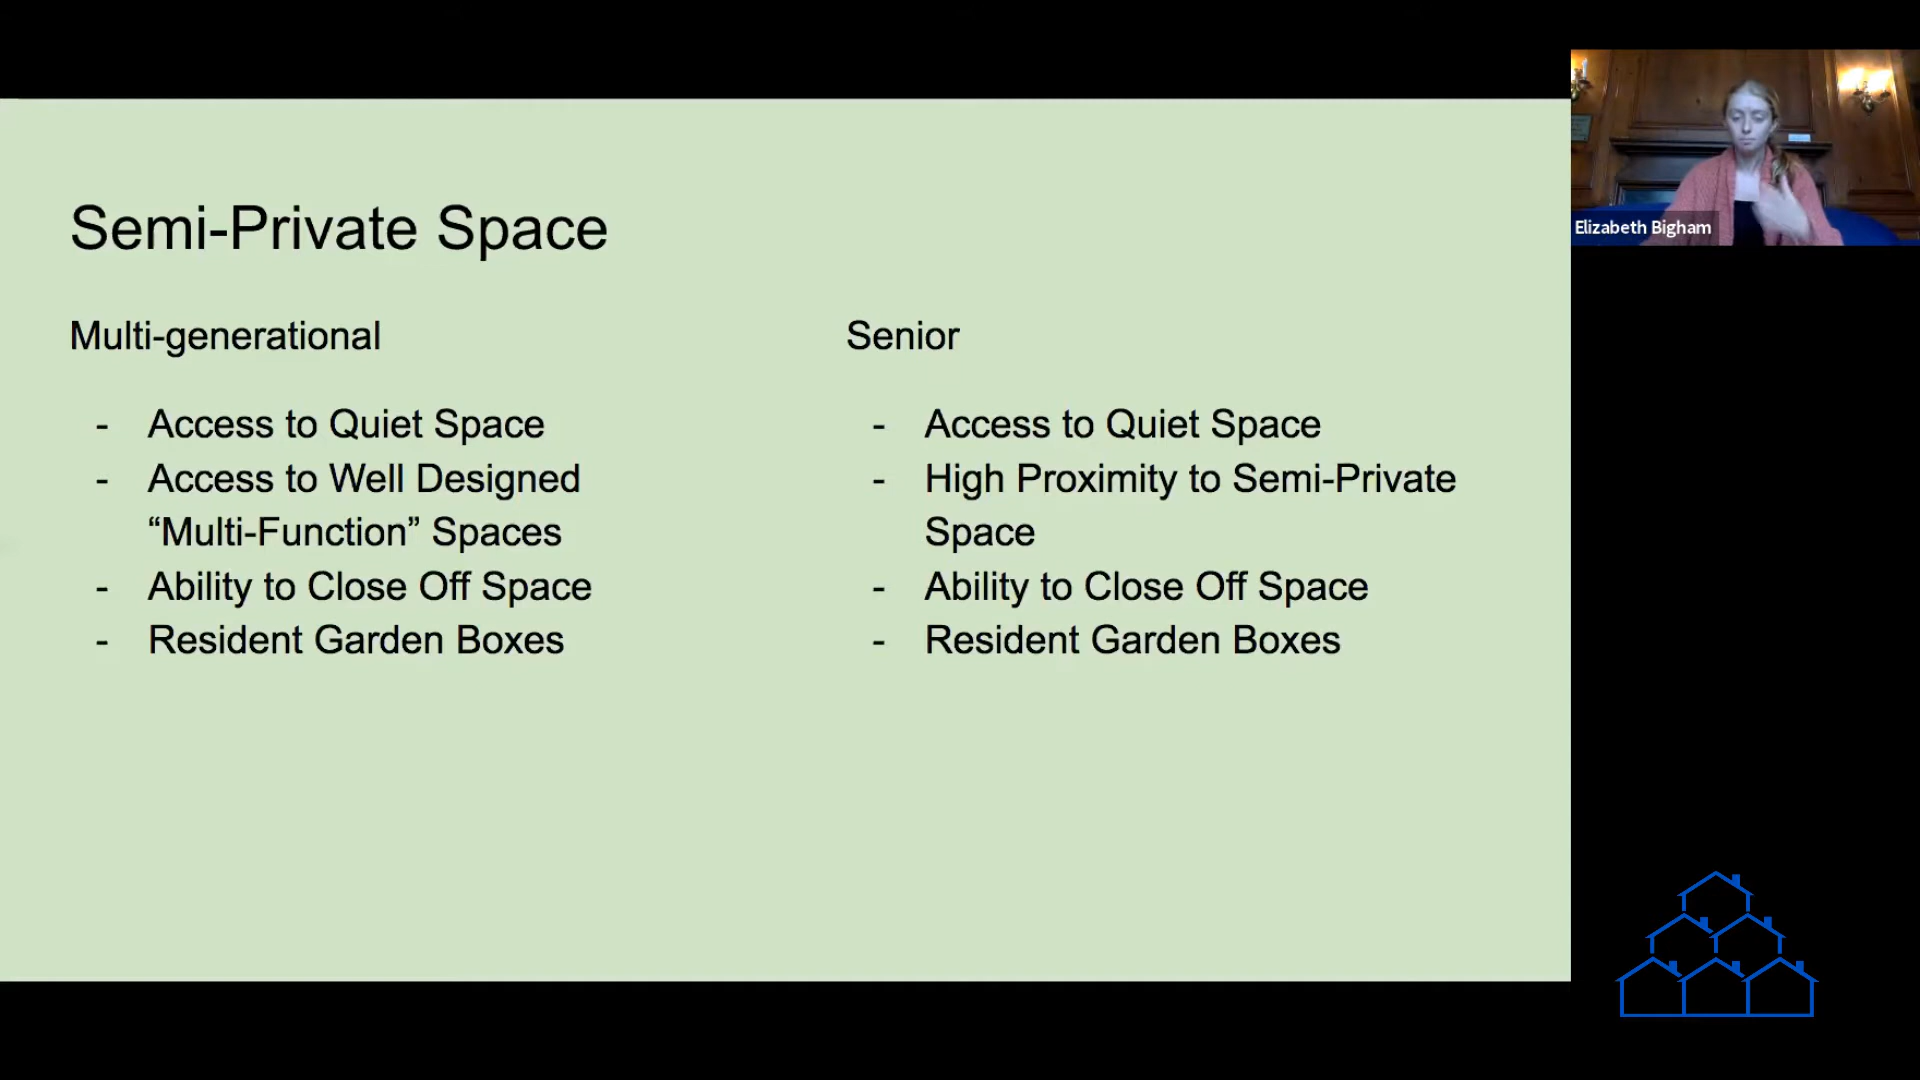 Semi-Private Space
Multi-generational
- Access to Quiet Space
- Access to Well Designed
“Multi-Function” Spaces
- Ability to Close Off Space
- Resident Garden Boxes
Senior
- Access to Quiet Space
- High Proximity to Semi-Private
Space
- Ability to Close Off Space
- Resident Garden Boxes
Elizabeth Bigham